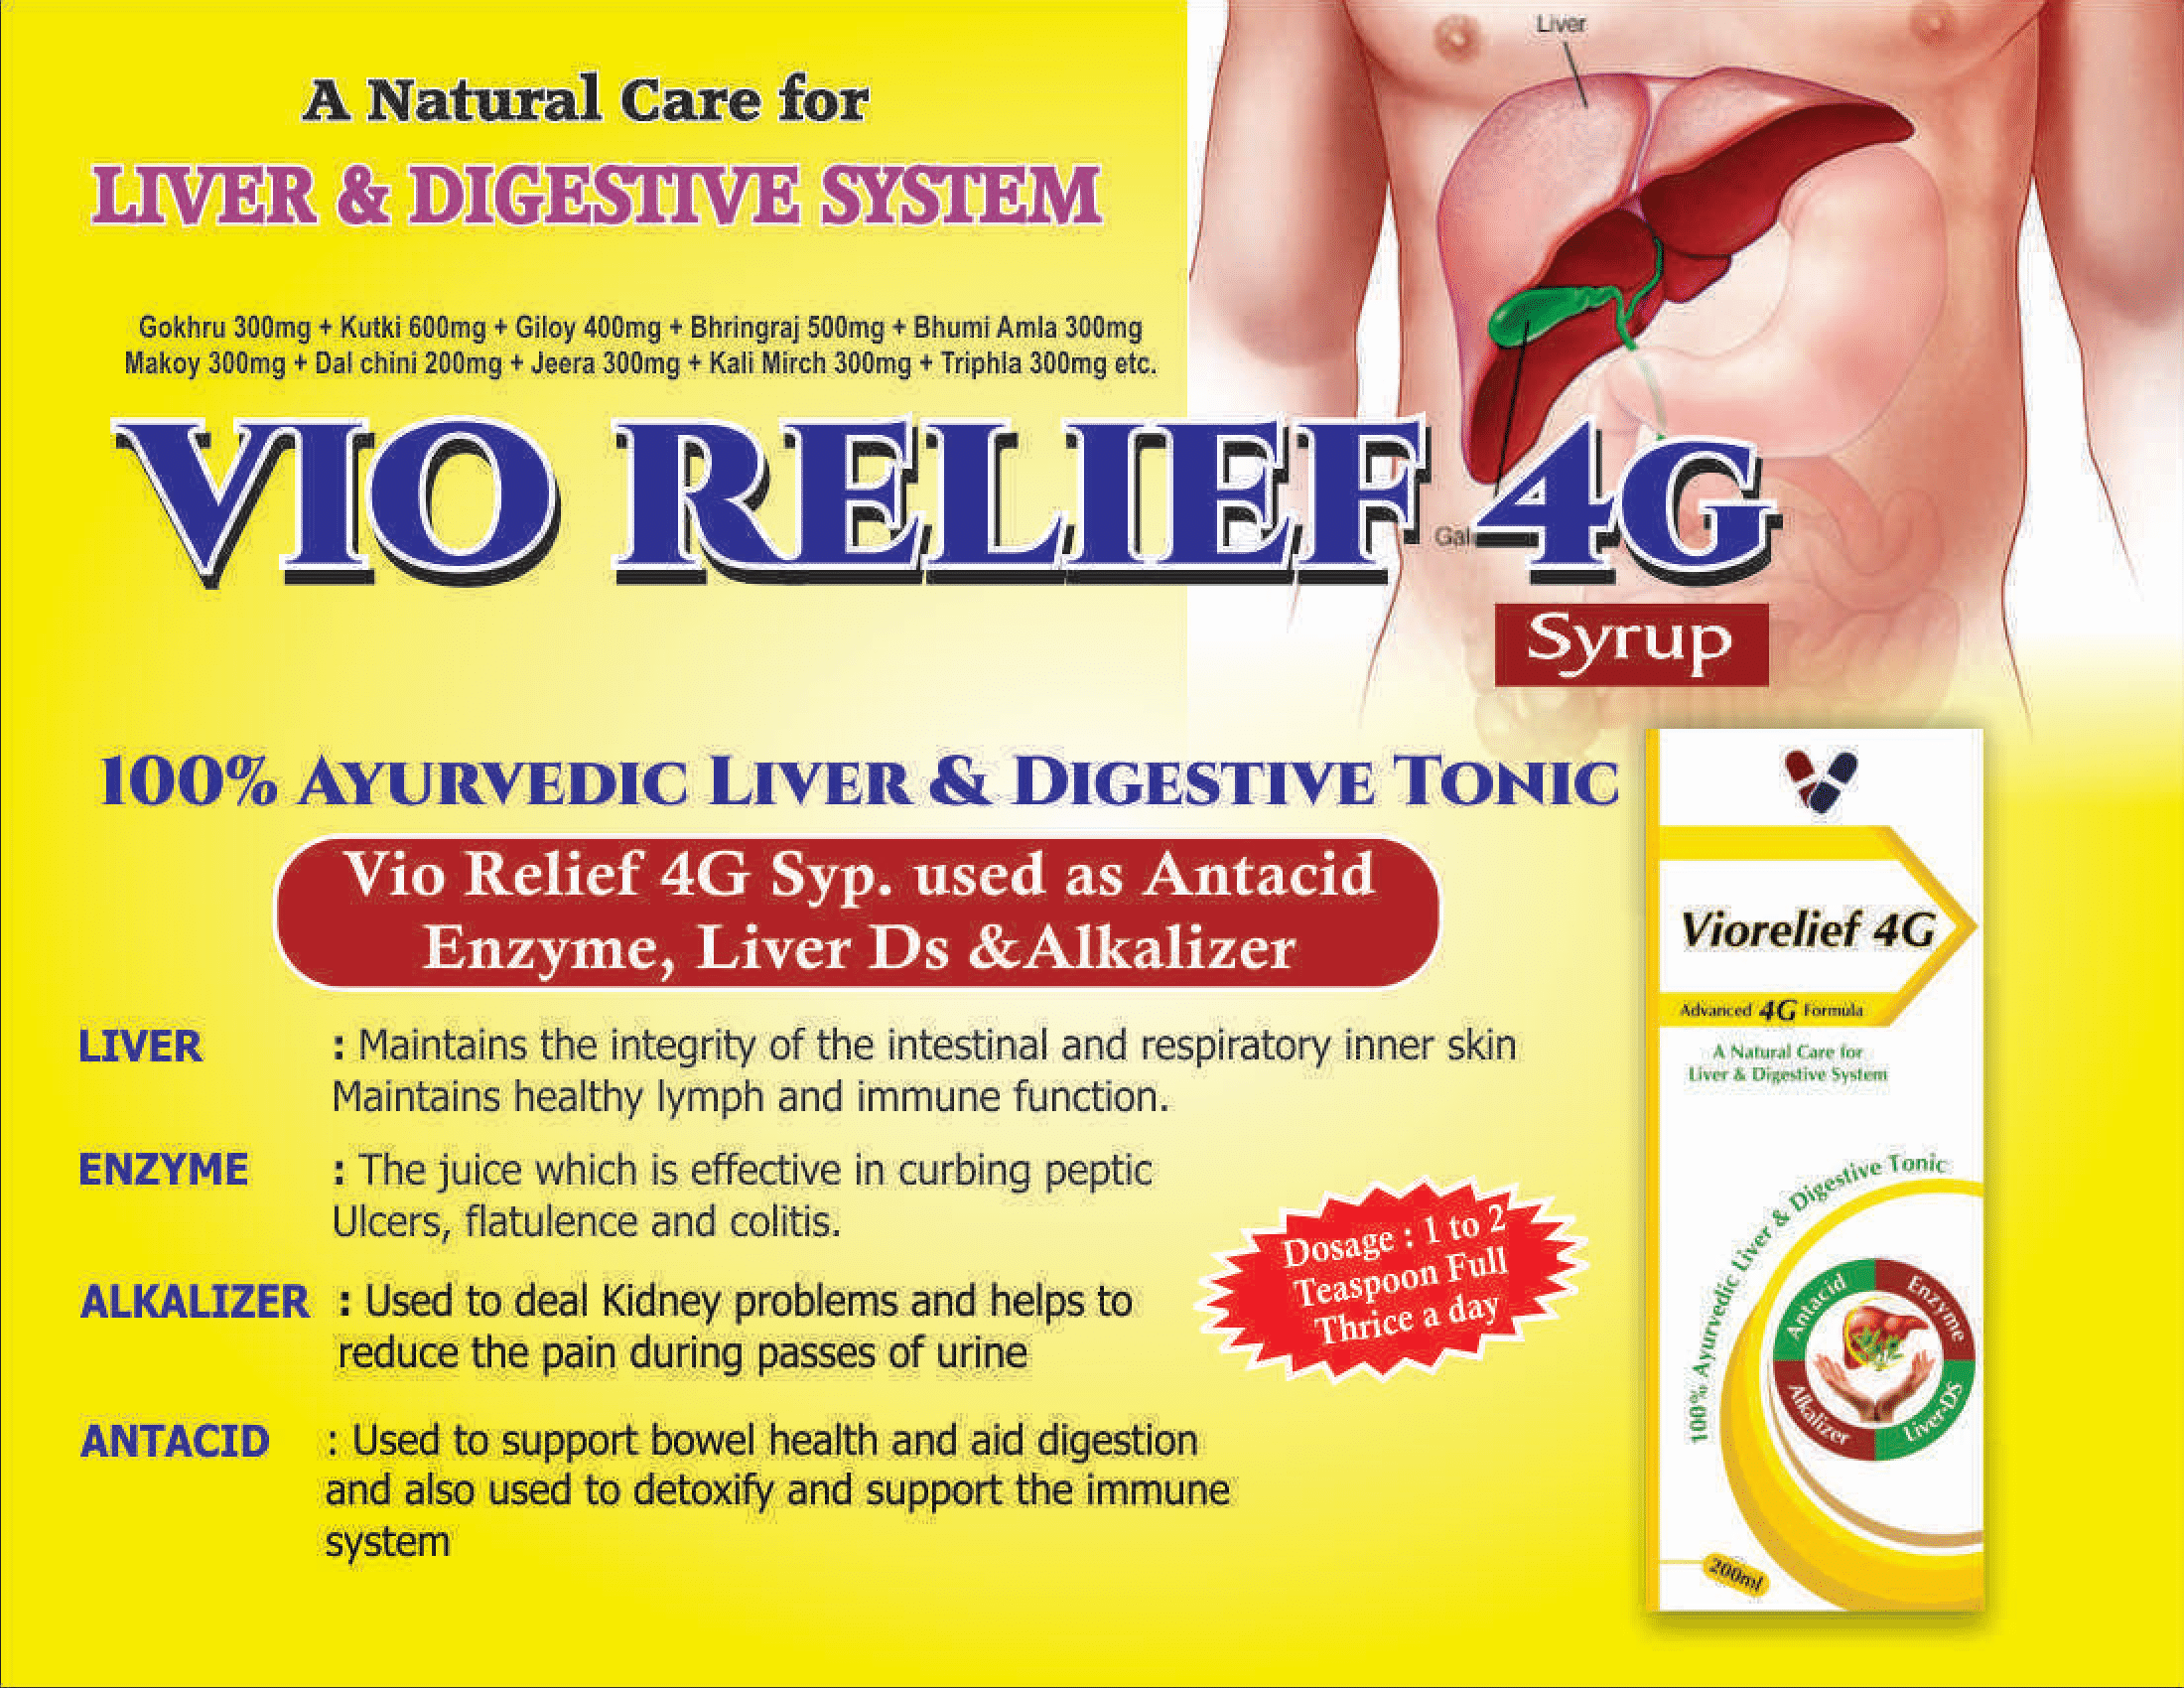 Liver
A Natural Care for
LIVER & DIGESTIVE SYSTEM
Gokhru 300mg + Kutki 600mg + Giloy 400mg + Bhringraj 500mg + Bhumi Amla 300mg
Makoy 300mg + Dal chini 200mg + Jeera 300mg + Kali Mirch 300mg + Triphla 300mg etc.
VIO RELIEF 4G
Gal
Syrup
100% AYURVEDIC LIVER & DIGESTIVE TONIC
Vio Relief 4G Syp. used as Antacid
Enzyme, Liver Ds &Alkalizer
LIVER : Maintains the integrity of the intestinal and respiratory inner skin
Maintains healthy lymph and immune function.
ENZYME : The juice which is effective in curbing peptic
Ulcers, flatulence and colitis.
ALKALIZER : Used to deal Kidney problems and helps to
reduce the pain during passes of urine
ANTACID : Used to support bowel health and aid digestion
and also used to detoxify and support the immune
system
Dosage : 1 to 2
Teaspoon Full
Thrice a day
Viorelief 4G
Advanced 4G Formula
A Natural Care for
Liver & Digestive System
100% Ayurvedic Liver & Digestive Tonic
Antacid
Enzyme
Alkalizer
Liver-DS
200ml